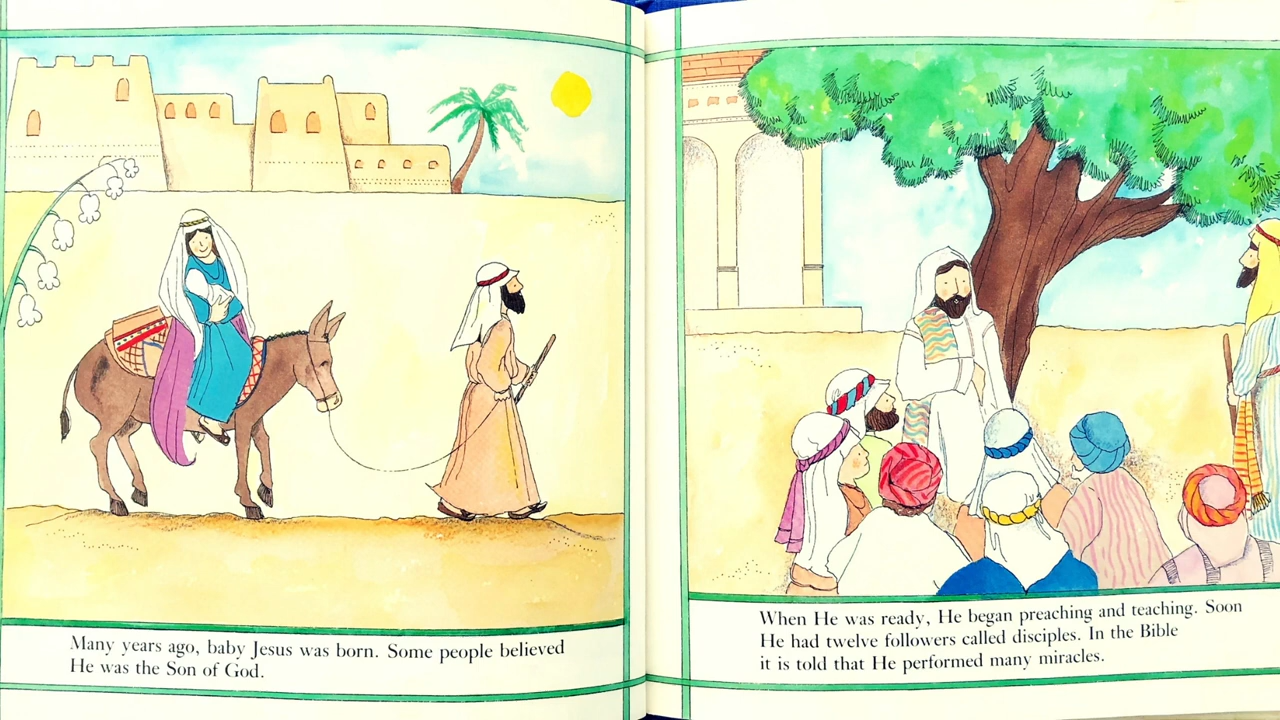 Many years ago, baby Jesus was born. Some people believed
He was the Son of God.
When He was ready, He began preaching and teaching. Soon
He had twelve followers called disciples. In the Bible
it is told that He performed many miracles.